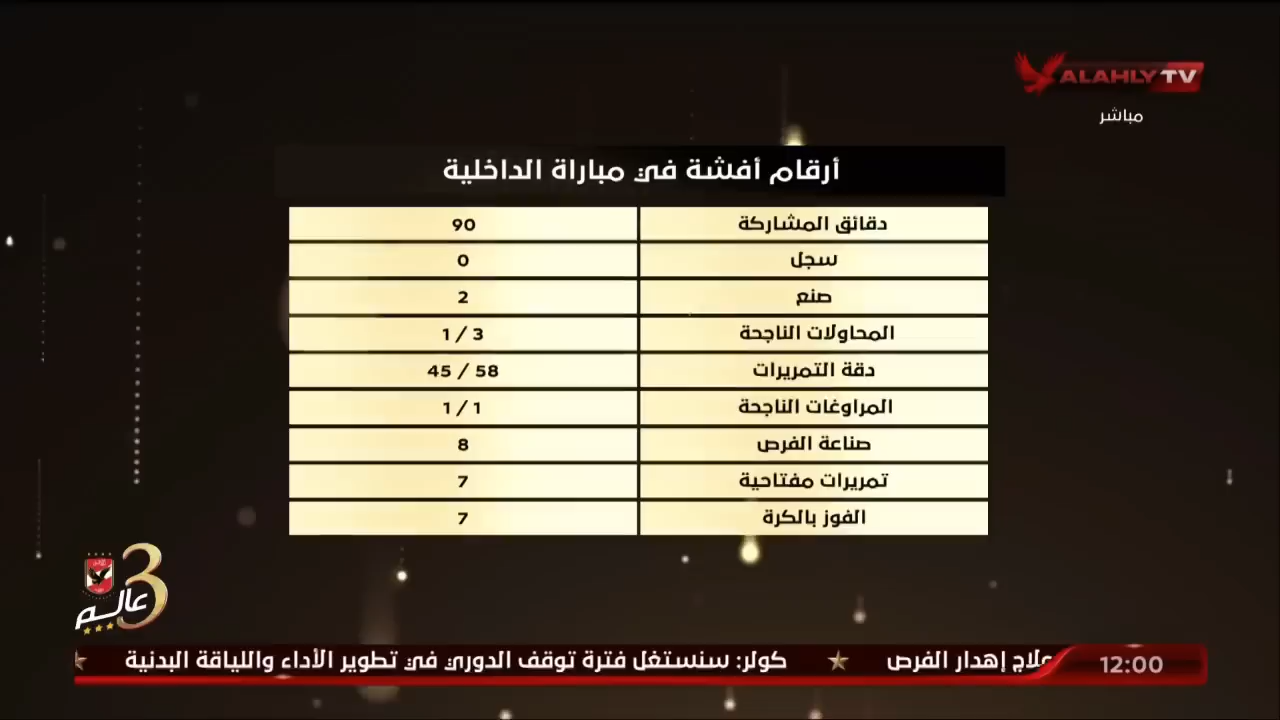 ALAHLY TV
مباشر
أرقام أفشة في مباراة الداخلية
دقائق المشاركة 90
سجل 0
صنع 2
المحاولات الناجحة 1 / 3
دقة التمريرات 45 / 58
المراوغات الناجحة 1 / 1
صناعة الفرص 8
تمريرات مفتاحية 7
الفوز بالكرة 7
3 عالم
12:00 علاج إهدار الفرص ★ كولر: سنستغل فترة توقف الدوري في تطوير الأداء واللياقة البدنية